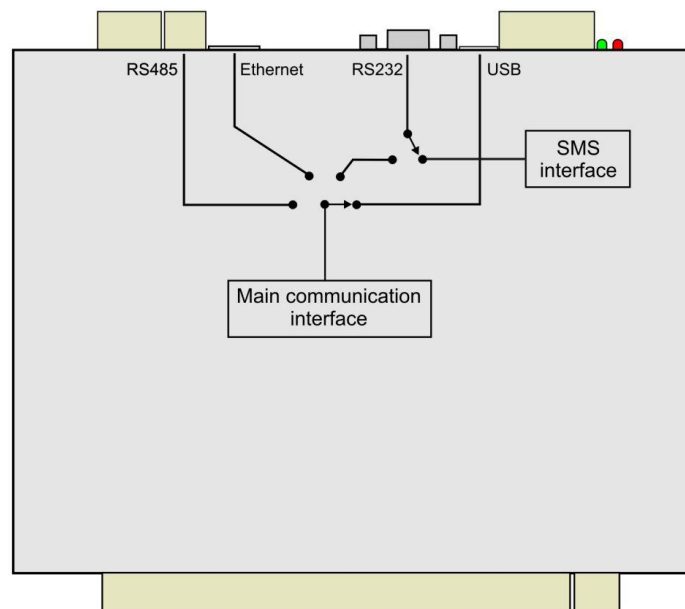 RS485
Ethernet
RS232
USB
SMS
interface
Main communication
interface